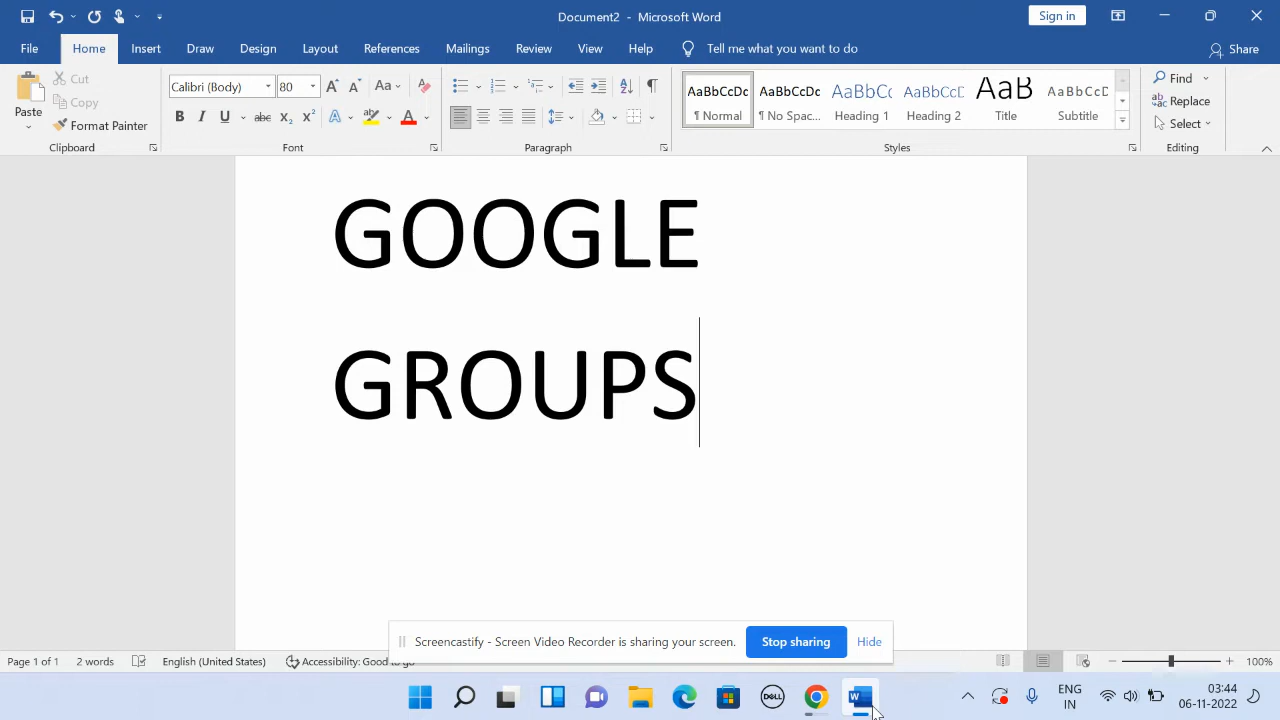 Document2 - Microsoft Word
Sign in
File Home Insert Draw Design Layout References Mailings Review View Help Tell me what you want to do Share
Paste
Cut
Copy
Format Painter
Clipboard
Calibri (Body) 80
Font
Paragraph
AaBbCcDc AaBbCcDc AaBbCc AaBbCcD AaB AaBbCcD
¶ Normal ¶ No Spac... Heading 1 Heading 2 Title Subtitle
Styles
Find
Replace
Select
Editing
GOOGLE
GROUPS
Screencastify - Screen Video Recorder is sharing your screen. Stop sharing Hide
Page 1 of 1 2 words English (United States) Accessibility: Good to go 100%
DELL
ENG
IN
03:44
06-11-2022